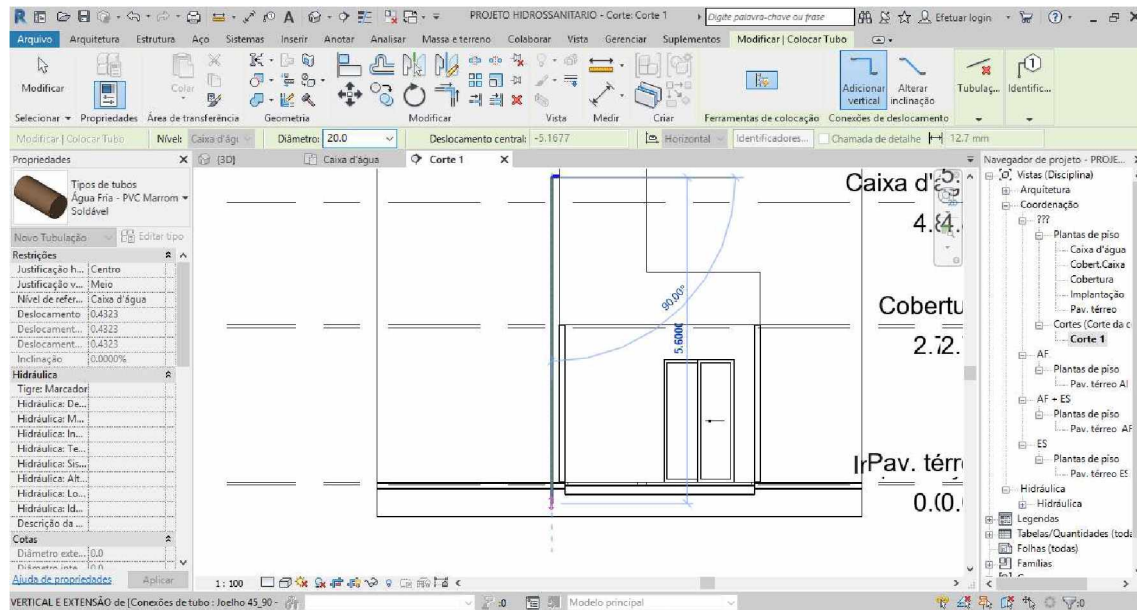 PROJETO HIDROSSANITARIO - Corte: Corte 1
Digite palavra-chave ou frase
Efetuar login
Arquivo Arquitetura Estrutura Aço Sistemas Inserir Anotar Analisar Massa e terreno Colaborar Vista Gerenciar Suplementos Modificar | Colocar Tubo
Modificar
Colar
Adicionar vertical
Alterar inclinação
Tubulaç...
Identific...
Selecionar Propriedades Área de transferência Geometria Modificar Vista Medir Criar Ferramentas de colocação Conexões de deslocamento
Modificar | Colocar Tubo Nível: Caixa d'águ Diâmetro: 20.0 Deslocamento central: -5.1677 Horizontal Identificadores... Chamada de detalhe 12.7 mm
Propriedades
(3D)
Caixa d'água
Corte 1
Navegador de projeto - PROJE...
Tipos de tubos
Água Fria - PVC Marrom
Soldável
Novo Tubulação
Editar tipo
Restrições
Justificação h... Centro
Justificação v... Meio
Nível de refer... Caixa d'água
Deslocamento 0.4323
Deslocament... 0.4323
Deslocament... 0.4323
Inclinação 0.0000%
Hidráulica
Tigre: Marcador
Hidráulica: De...
Hidráulica: M...
Hidráulica: In...
Hidráulica: Te...
Hidráulica: Sis...
Hidráulica: Alt...
Hidráulica: Lo...
Hidráulica: Id...
Descrição da ...
Cotas
Diâmetro exte... 0.0
Diâmetro inte... 0.0
Ajuda de propriedades
Aplicar
90.00°
5.6000
Caixa d'
Cobertu
2.72.
Pav. térr
0.00.
Vistas (Disciplina)
Arquitetura
Coordenação
???
Plantas de piso
Caixa d'água
Cobert.Caixa
Cobertura
Implantação
Pav. térreo
Cortes (Corte da c
Corte 1
AF
Plantas de piso
Pav. térreo A
AF + ES
Plantas de piso
Pav. térreo AF
ES
Plantas de piso
Pav. térreo ES
Hidráulica
Hidráulica
Legendas
Tabelas/Quantidades (toda
Folhas (todas)
Famílias
1 : 100
VERTICAL E EXTENSÃO de [Conexões de tubo : Joelho 45_90 -
:0
Modelo principal
:0